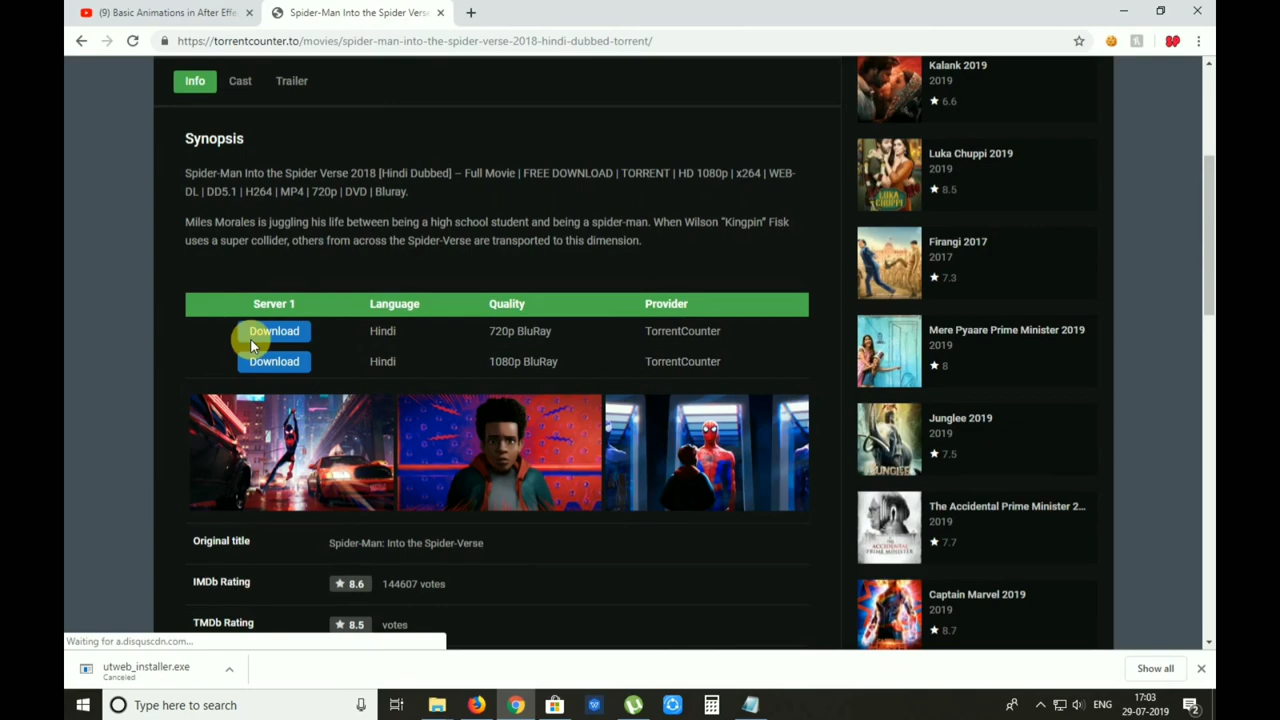 (9) Basic Animations in After Effe
Spider-Man Into the Spider Verse
https://torrentcounter.to/movies/spider-man-into-the-spider-verse-2018-hindi-dubbed-torrent/
Info
Cast
Trailer
Synopsis
Spider-Man Into the Spider Verse 2018 [Hindi Dubbed] – Full Movie | FREE DOWNLOAD | TORRENT | HD 1080p | x264 | WEB-
DL | DD5.1 | H264 | MP4 | 720p | DVD | Bluray.
Miles Morales is juggling his life between being a high school student and being a spider-man. When Wilson “Kingpin” Fisk
uses a super collider, others from across the Spider-Verse are transported to this dimension.
Server 1 Language Quality Provider
Download Hindi 720p BluRay TorrentCounter
Download Hindi 1080p BluRay TorrentCounter
Original title Spider-Man: Into the Spider-Verse
IMDb Rating 8.6 144607 votes
TMDb Rating 8.5 votes
Kalank 2019
2019
6.6
Luka Chuppi 2019
2019
8.5
LUKA
CHUPPI
Firangi 2017
2017
7.3
Mere Pyaare Prime Minister 2019
2019
8
Junglee 2019
2019
7.5
JUNGLEE
The Accidental Prime Minister 2...
2019
7.7
THE
ACCIDENTAL
PRIME MINISTER
Captain Marvel 2019
2019
8.7
Waiting for a.disquscdn.com...
utweb_installer.exe
Canceled
Show all
Type here to search
ENG
17:03
29-07-2019
2